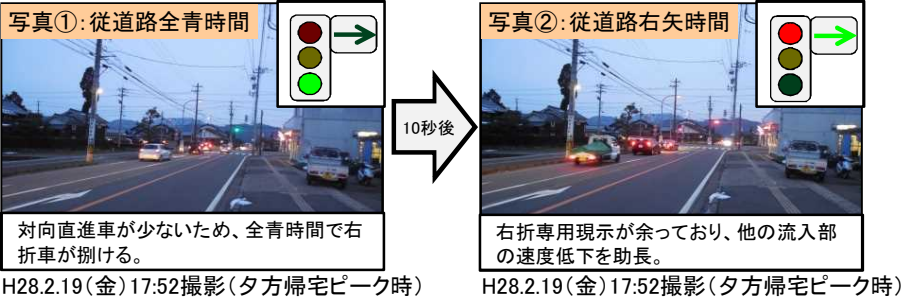 写真①：従道路全青時間
写真②：従道路右矢時間
10秒後
対向直進車が少ないため、全青時間で右
折車が捌ける。
右折専用現示が余っており、他の流入部
の速度低下を助長。
H28.2.19（金）17:52撮影（夕方帰宅ピーク時）
H28.2.19（金）17:52撮影（夕方帰宅ピーク時）